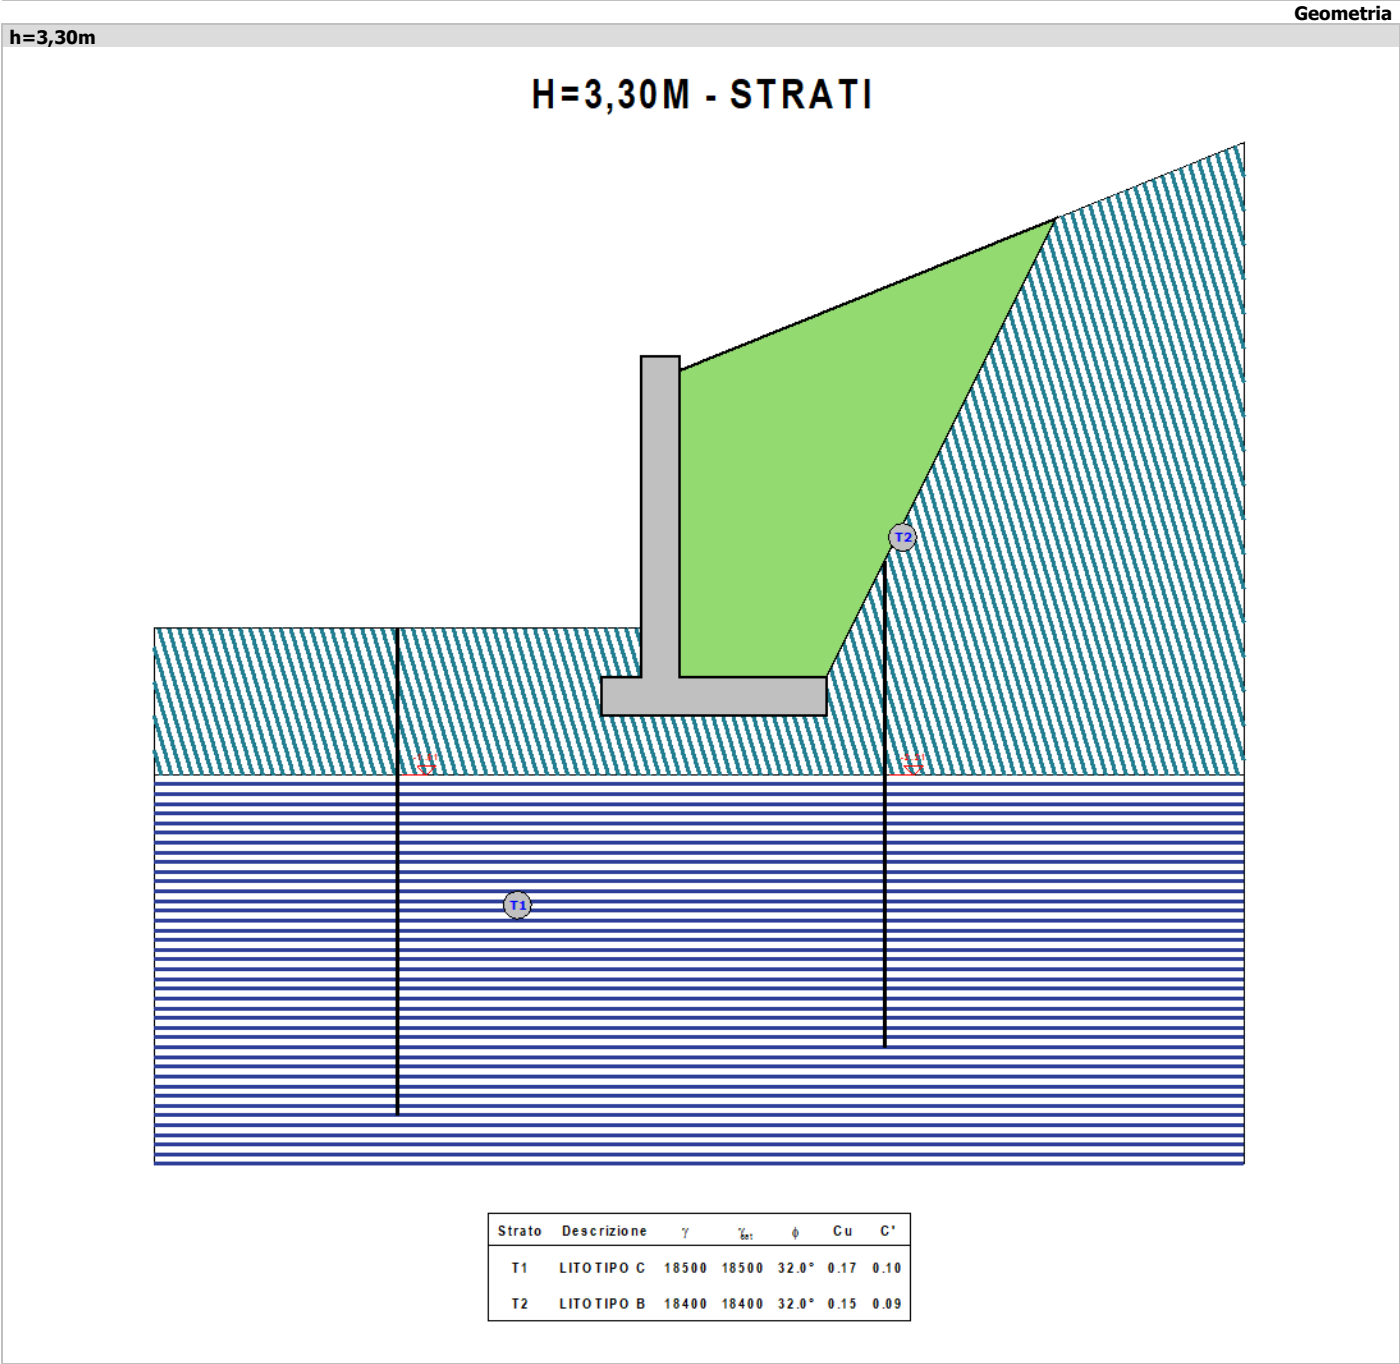 Geometria
h=3,30m
H=3,30M - STRATI
T2
T1
Strato Descrizione γ γsat ϕ Cu C'
T1 LITOTIPO C 18500 18500 32.0° 0.17 0.10
T2 LITOTIPO B 18400 18400 32.0° 0.15 0.09